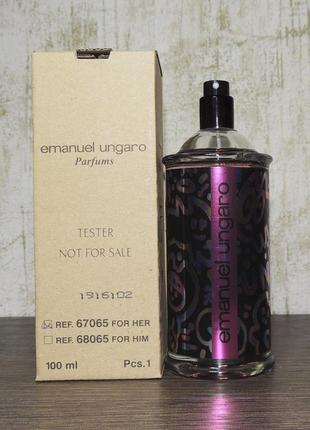 emanuel ungaro
Parfums
TESTER
NOT FOR SALE
1916102
REF. 67065 FOR HER
REF. 68065 FOR HIM
100 ml Pcs.1
emanuel ungaro